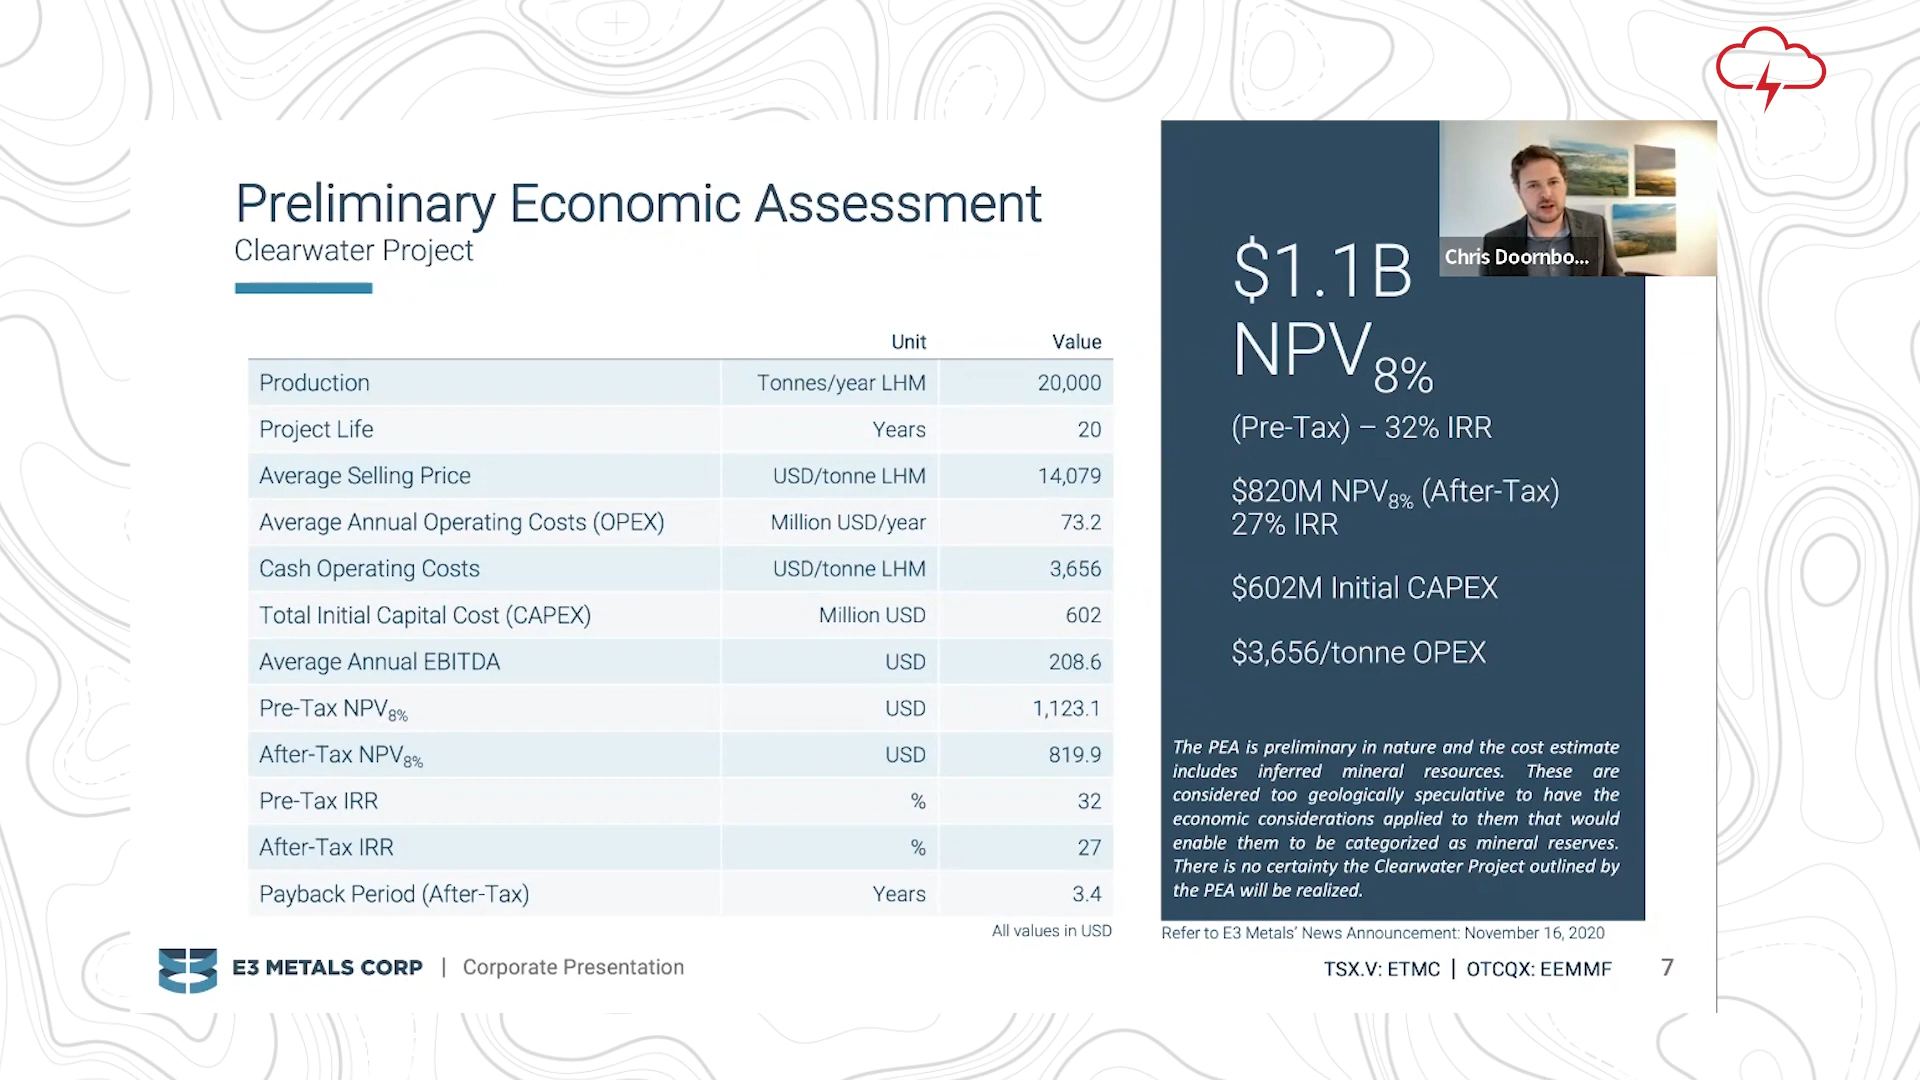 Preliminary Economic Assessment
Clearwater Project
Unit Value
Production Tonnes/year LHM 20,000
Project Life Years 20
Average Selling Price USD/tonne LHM 14,079
Average Annual Operating Costs (OPEX) Million USD/year 73.2
Cash Operating Costs USD/tonne LHM 3,656
Total Initial Capital Cost (CAPEX) Million USD 602
Average Annual EBITDA USD 208.6
Pre-Tax NPV8% USD 1,123.1
After-Tax NPV8% USD 819.9
Pre-Tax IRR % 32
After-Tax IRR % 27
Payback Period (After-Tax) Years 3.4
All values in USD
$1.1B
NPV8%
(Pre-Tax) – 32% IRR
$820M NPV8% (After-Tax)
27% IRR
$602M Initial CAPEX
$3,656/tonne OPEX
The PEA is preliminary in nature and the cost estimate
includes inferred mineral resources. These are
considered too geologically speculative to have the
economic considerations applied to them that would
enable them to be categorized as mineral reserves.
There is no certainty the Clearwater Project outlined by
the PEA will be realized.
Refer to E3 Metals’ News Announcement: November 16, 2020
Chris Doornbo...
E3 METALS CORP | Corporate Presentation
TSX.V: ETMC | OTCQX: EEMMF 7